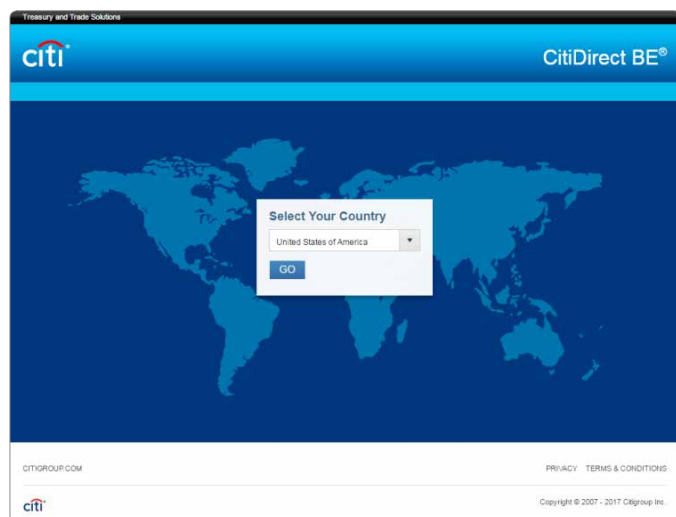 Treasury and Trade Solutions
citi
CitiDirect BE®
Select Your Country
United States of America
GO
CITIGROUP.COM
PRIVACY TERMS & CONDITIONS
citi
Copyright © 2007 - 2017 Citigroup Inc.